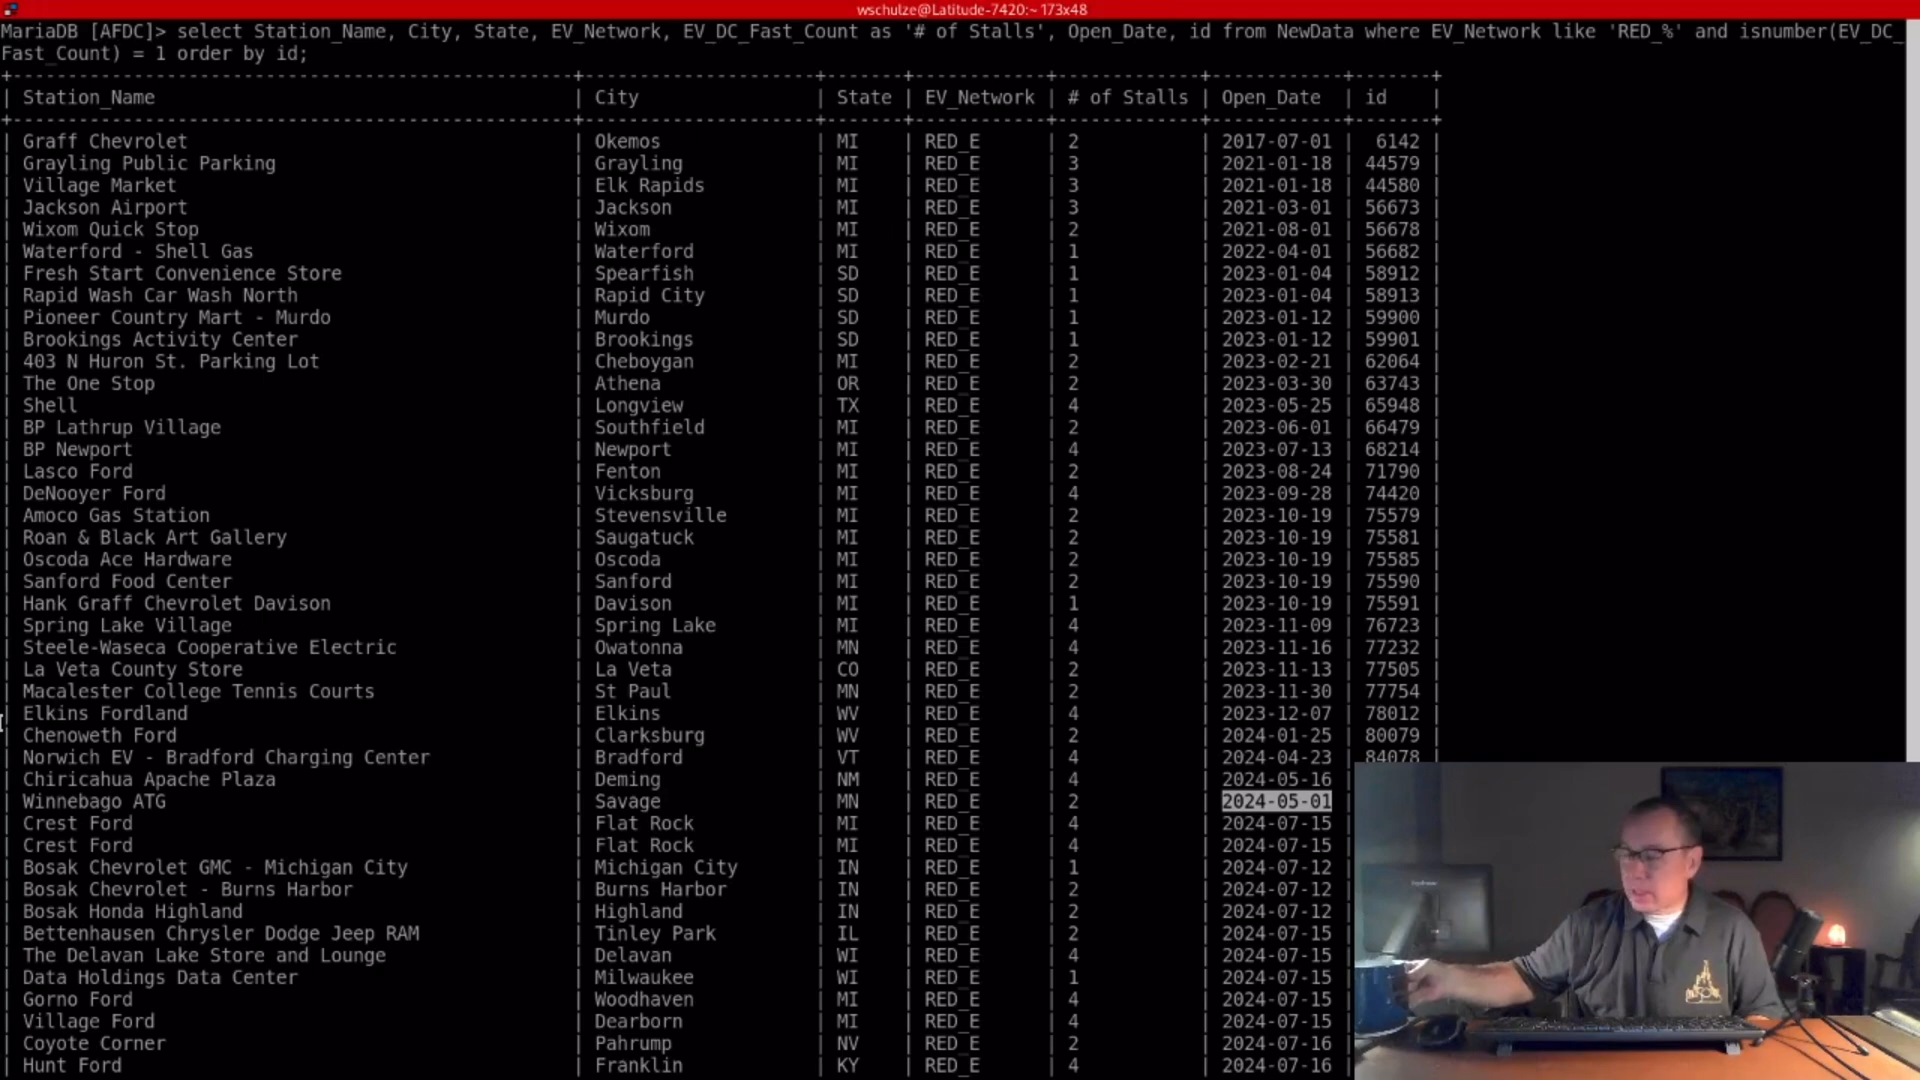 wschulze@Latitude-7420:~ 173x48
MariaDB [AFDC]> select Station_Name, City, State, EV_Network, EV_DC_Fast_Count as '# of Stalls', Open_Date, id from NewData where EV_Network like 'RED_%' and isnumber(EV_DC_
Fast_Count) = 1 order by id;
| Station_Name | City | State | EV_Network | # of Stalls | Open_Date | id |
| Graff Chevrolet | Okemos | MI | RED_E | 2 | 2017-07-01 | 6142 |
| Grayling Public Parking | Grayling | MI | RED_E | 3 | 2021-01-18 | 44579 |
| Village Market | Elk Rapids | MI | RED_E | 3 | 2021-01-18 | 44580 |
| Jackson Airport | Jackson | MI | RED_E | 3 | 2021-03-01 | 56673 |
| Wixom Quick Stop | Wixom | MI | RED_E | 2 | 2021-08-01 | 56678 |
| Waterford - Shell Gas | Waterford | MI | RED_E | 1 | 2022-04-01 | 56682 |
| Fresh Start Convenience Store | Spearfish | SD | RED_E | 1 | 2023-01-04 | 58912 |
| Rapid Wash Car Wash North | Rapid City | SD | RED_E | 1 | 2023-01-04 | 58913 |
| Pioneer Country Mart - Murdo | Murdo | SD | RED_E | 1 | 2023-01-12 | 59900 |
| Brookings Activity Center | Brookings | SD | RED_E | 1 | 2023-01-12 | 59901 |
| 403 N Huron St. Parking Lot | Cheboygan | MI | RED_E | 2 | 2023-02-21 | 62064 |
| The One Stop | Athena | OR | RED_E | 2 | 2023-03-30 | 63743 |
| Shell | Longview | TX | RED_E | 4 | 2023-05-25 | 65948 |
| BP Lathrup Village | Southfield | MI | RED_E | 2 | 2023-06-01 | 66479 |
| BP Newport | Newport | MI | RED_E | 4 | 2023-07-13 | 68214 |
| Lasco Ford | Fenton | MI | RED_E | 2 | 2023-08-24 | 71790 |
| DeNooyer Ford | Vicksburg | MI | RED_E | 4 | 2023-09-28 | 74420 |
| Amoco Gas Station | Stevensville | MI | RED_E | 2 | 2023-10-19 | 75579 |
| Roan & Black Art Gallery | Saugatuck | MI | RED_E | 2 | 2023-10-19 | 75581 |
| Oscoda Ace Hardware | Oscoda | MI | RED_E | 2 | 2023-10-19 | 75585 |
| Sanford Food Center | Sanford | MI | RED_E | 2 | 2023-10-19 | 75590 |
| Hank Graff Chevrolet Davison | Davison | MI | RED_E | 1 | 2023-10-19 | 75591 |
| Spring Lake Village | Spring Lake | MI | RED_E | 4 | 2023-11-09 | 76723 |
| Steele-Waseca Cooperative Electric | Owatonna | MN | RED_E | 4 | 2023-11-16 | 77232 |
| La Veta County Store | La Veta | CO | RED_E | 2 | 2023-11-13 | 77505 |
| Macalester College Tennis Courts | St Paul | MN | RED_E | 2 | 2023-11-30 | 77754 |
| Elkins Fordland | Elkins | WV | RED_E | 4 | 2023-12-07 | 78012 |
| Chenoweth Ford | Clarksburg | WV | RED_E | 2 | 2024-01-25 | 80079 |
| Norwich EV - Bradford Charging Center | Bradford | VT | RED_E | 4 | 2024-04-23 | 84078 |
| Chiricahua Apache Plaza | Deming | NM | RED_E | 4 | 2024-05-16
| Winnebago ATG | Savage | MN | RED_E | 2 | 2024-05-01
| Crest Ford | Flat Rock | MI | RED_E | 4 | 2024-07-15
| Crest Ford | Flat Rock | MI | RED_E | 4 | 2024-07-15
| Bosak Chevrolet GMC - Michigan City | Michigan City | IN | RED_E | 1 | 2024-07-12
| Bosak Chevrolet - Burns Harbor | Burns Harbor | IN | RED_E | 2 | 2024-07-12
| Bosak Honda Highland | Highland | IN | RED_E | 2 | 2024-07-12
| Bettenhausen Chrysler Dodge Jeep RAM | Tinley Park | IL | RED_E | 2 | 2024-07-15
| The Delavan Lake Store and Lounge | Delavan | WI | RED_E | 4 | 2024-07-15
| Data Holdings Data Center | Milwaukee | WI | RED_E | 1 | 2024-07-15
| Gorno Ford | Woodhaven | MI | RED_E | 4 | 2024-07-15
| Village Ford | Dearborn | MI | RED_E | 4 | 2024-07-15
| Coyote Corner | Pahrump | NV | RED_E | 2 | 2024-07-16
| Hunt Ford | Franklin | KY | RED_E | 4 | 2024-07-16